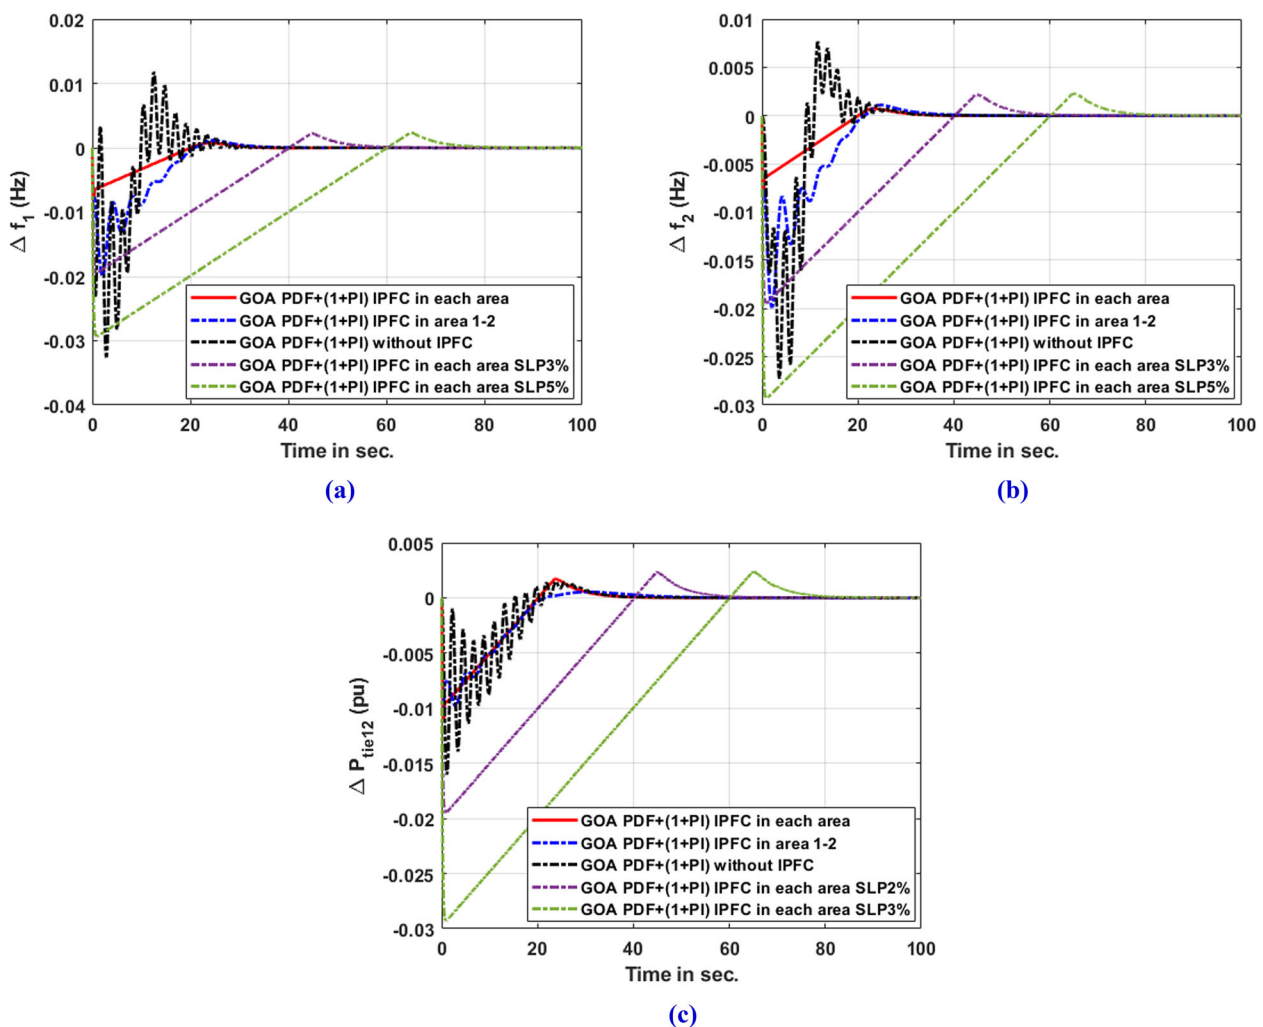 0.02
0.01
0
-0.01
-0.02
-0.03
-0.04
Δ f1 (Hz)
GOA PDF+(1+PI) IPFC in each area
GOA PDF+(1+PI) IPFC in area 1-2
GOA PDF+(1+PI) without IPFC
GOA PDF+(1+PI) IPFC in each area SLP3%
GOA PDF+(1+PI) IPFC in each area SLP5%
0 20 40 60 80 100
Time in sec.
(a)
0.01
0.005
0
-0.005
-0.01
-0.015
-0.02
-0.025
-0.03
Δ f2 (Hz)
GOA PDF+(1+PI) IPFC in each area
GOA PDF+(1+PI) IPFC in area 1-2
GOA PDF+(1+PI) without IPFC
GOA PDF+(1+PI) IPFC in each area SLP3%
GOA PDF+(1+PI) IPFC in each area SLP5%
0 20 40 60 80 100
Time in sec.
(b)
0.005
0
-0.005
-0.01
-0.015
-0.02
-0.025
-0.03
Δ Ptie12 (pu)
GOA PDF+(1+PI) IPFC in each area
GOA PDF+(1+PI) IPFC in area 1-2
GOA PDF+(1+PI) without IPFC
GOA PDF+(1+PI) IPFC in each area SLP2%
GOA PDF+(1+PI) IPFC in each area SLP3%
0 20 40 60 80 100
Time in sec.
(c)